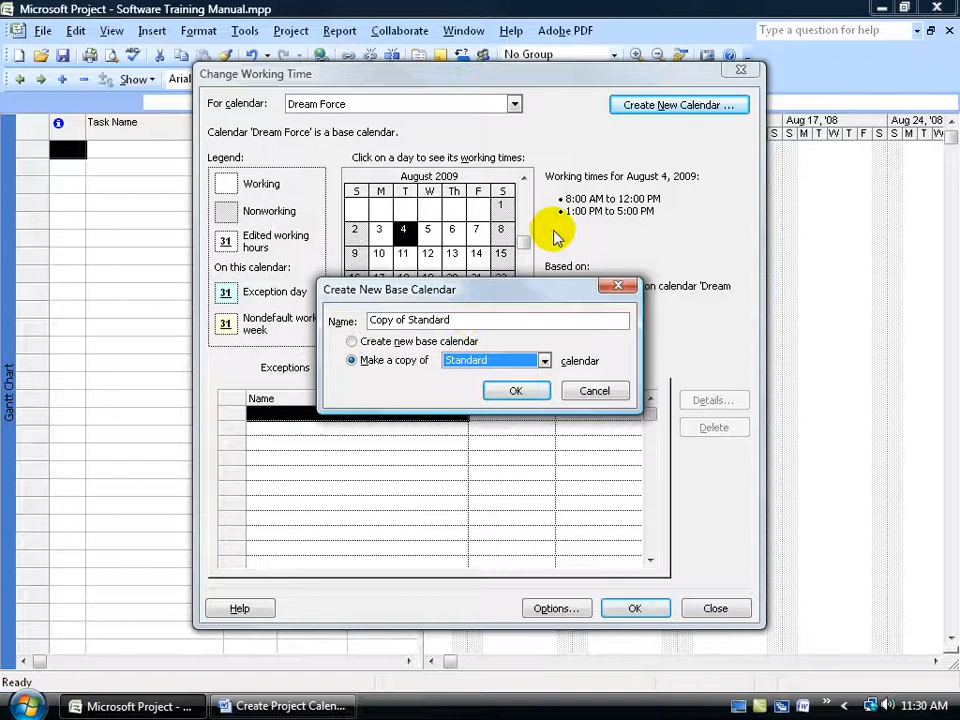 Microsoft Project - Software Training Manual.mpp
File Edit View Insert Format Tools Project Report Collaborate Window Help Adobe PDF
Type a question for help
No Group
Show
Arial
Task Name
Aug 17, '08
Aug 24, '08
S M T W T F S S M T W
Gantt Chart
Change Working Time
For calendar:
Dream Force
Create New Calendar ...
Calendar 'Dream Force' is a base calendar.
Legend:
Working
Nonworking
31 Edited working hours
On this calendar:
31 Exception day
31 Nondefault work week
Click on a day to see its working times:
August 2009
S M T W Th F S
1
2 3 4 5 6 7 8
9 10 11 12 13 14 15
Working times for August 4, 2009:
• 8:00 AM to 12:00 PM
• 1:00 PM to 5:00 PM
Based on:
on calendar 'Dream
Exceptions
Name
Details...
Delete
Create New Base Calendar
Name:
Copy of Standard
Create new base calendar
Make a copy of
Standard
calendar
OK
Cancel
Help
Options...
OK
Close
Ready
Microsoft Project - ...
Create Project Calen...
11:30 AM